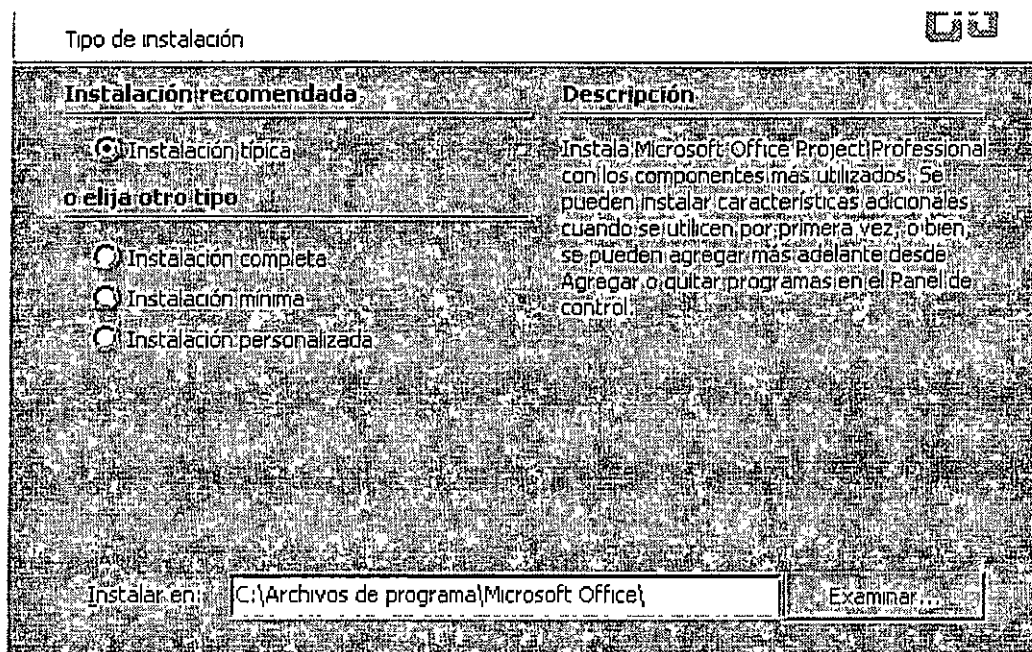 Tipo de instalación
Instalación recomendada
Instalación típica
o elija otro tipo
Instalación completa
Instalación mínima
Instalación personalizada
Descripción
Instala Microsoft Office Project Professional
con los componentes más utilizados. Se
pueden instalar características adicionales
cuando se utilicen por primera vez, o bien,
se pueden agregar más adelante desde
Agregar o quitar programas en el Panel de
control.
Instalar en:
C:\Archivos de programa\Microsoft Office\
Examinar...